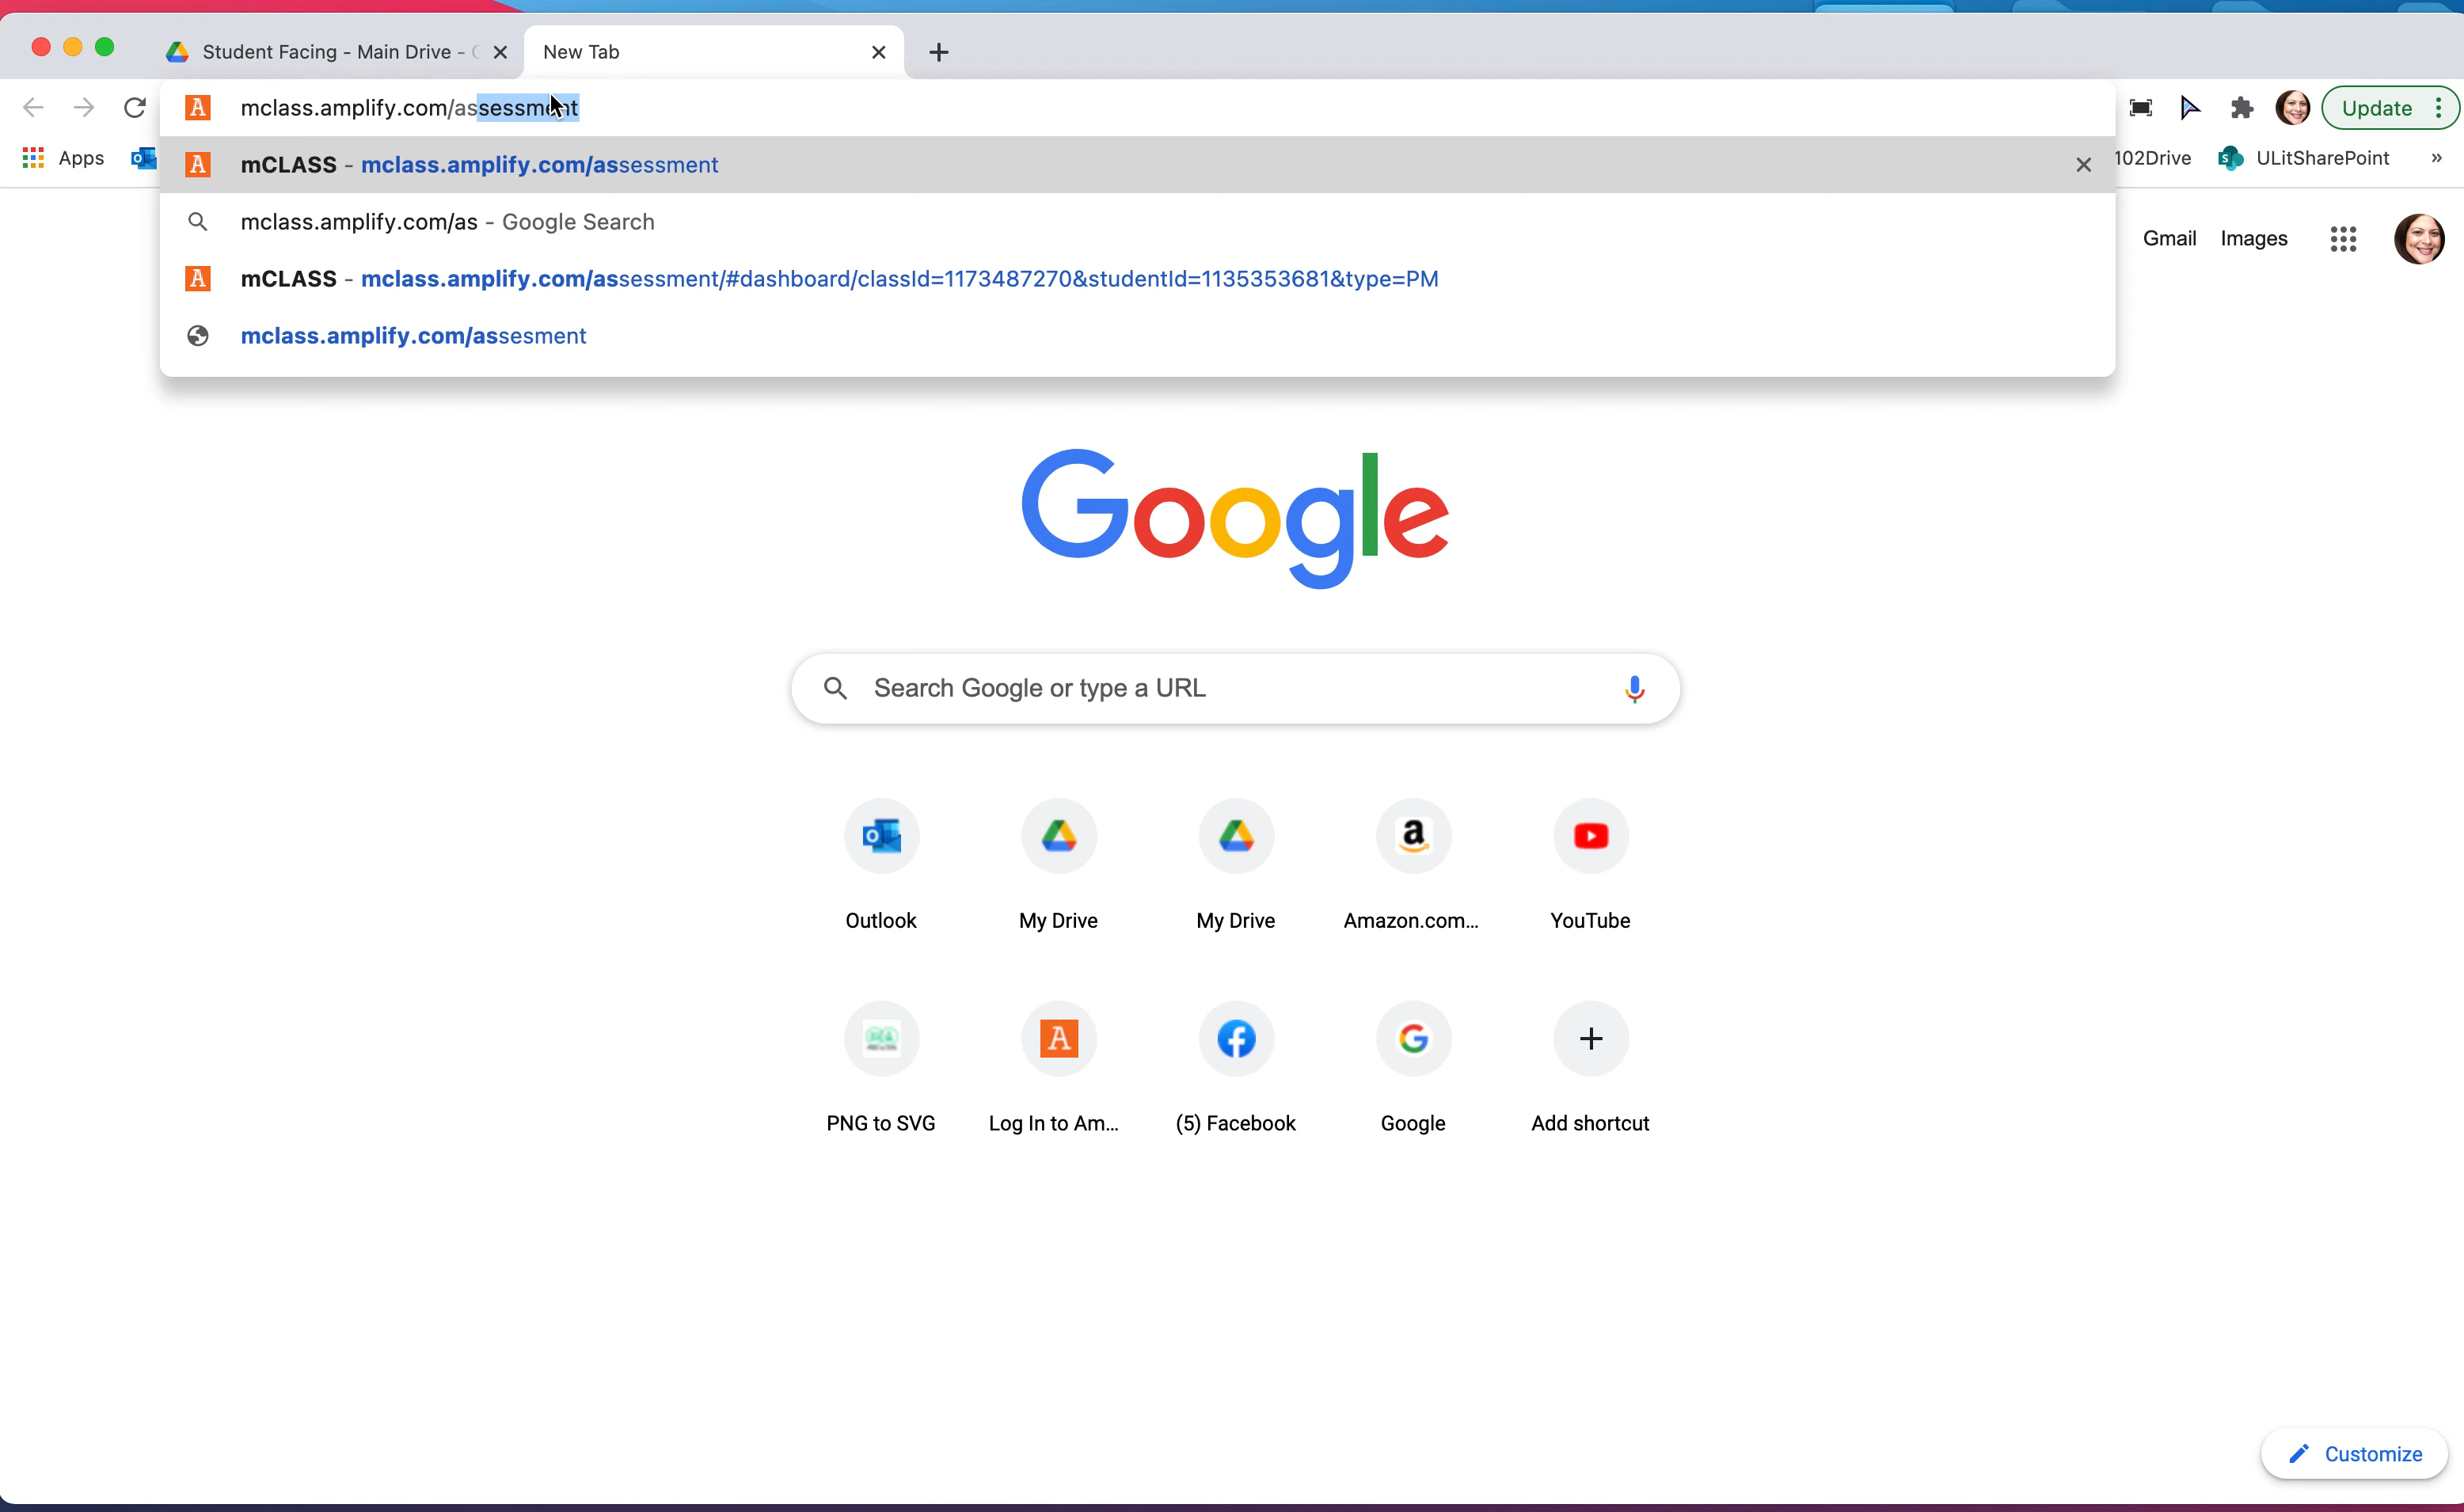 Student Facing - Main Drive -
New Tab
mclass.amplify.com/assessment
Update
Apps
mCLASS - mclass.amplify.com/assessment
102Drive
ULitSharePoint
»
mclass.amplify.com/as - Google Search
Gmail
Images
mCLASS - mclass.amplify.com/assessment/#dashboard/classId=1173487270&studentId=1135353681&type=PM
mclass.amplify.com/assesment
Google
Search Google or type a URL
Outlook
My Drive
My Drive
Amazon.com...
YouTube
PNG to SVG
Log In to Am...
(5) Facebook
Google
Add shortcut
Customize